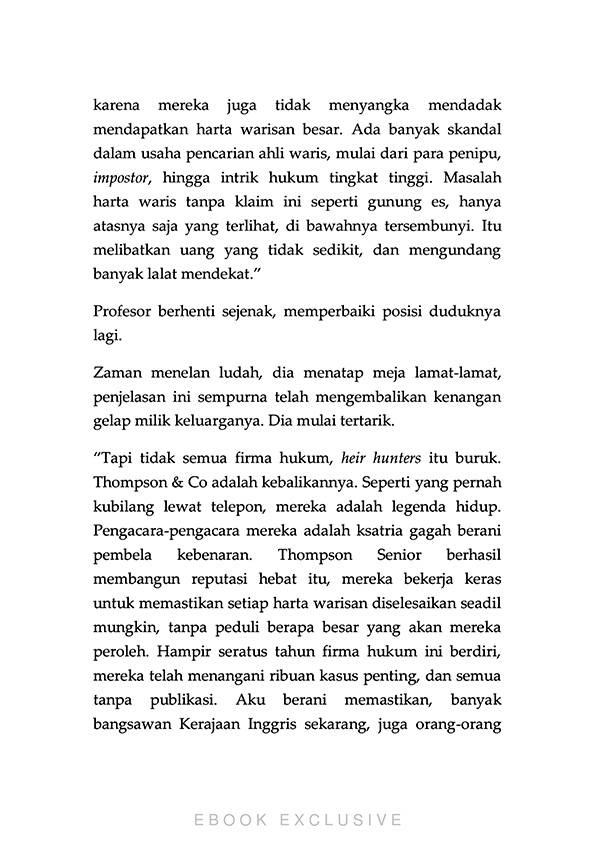 karena mereka juga tidak menyangka mendadak
mendapatkan harta warisan besar. Ada banyak skandal
dalam usaha pencarian ahli waris, mulai dari para penipu,
impostor, hingga intrik hukum tingkat tinggi. Masalah
harta waris tanpa klaim ini seperti gunung es, hanya
atasnya saja yang terlihat, di bawahnya tersembunyi. Itu
melibatkan uang yang tidak sedikit, dan mengundang
banyak lalat mendekat.”
Profesor berhenti sejenak, memperbaiki posisi duduknya
lagi.
Zaman menelan ludah, dia menatap meja lamat-lamat,
penjelasan ini sempurna telah mengembalikan kenangan
gelap milik keluarganya. Dia mulai tertarik.
“Tapi tidak semua firma hukum, heir hunters itu buruk.
Thompson & Co adalah kebalikannya. Seperti yang pernah
kubilang lewat telepon, mereka adalah legenda hidup.
Pengacara-pengacara mereka adalah ksatria gagah berani
pembela kebenaran. Thompson Senior berhasil
membangun reputasi hebat itu, mereka bekerja keras
untuk memastikan setiap harta warisan diselesaikan seadil
mungkin, tanpa peduli berapa besar yang akan mereka
peroleh. Hampir seratus tahun firma hukum ini berdiri,
mereka telah menangani ribuan kasus penting, dan semua
tanpa publikasi. Aku berani memastikan, banyak
bangsawan Kerajaan Inggris sekarang, juga orang-orang
EBOOK EXCLUSIVE